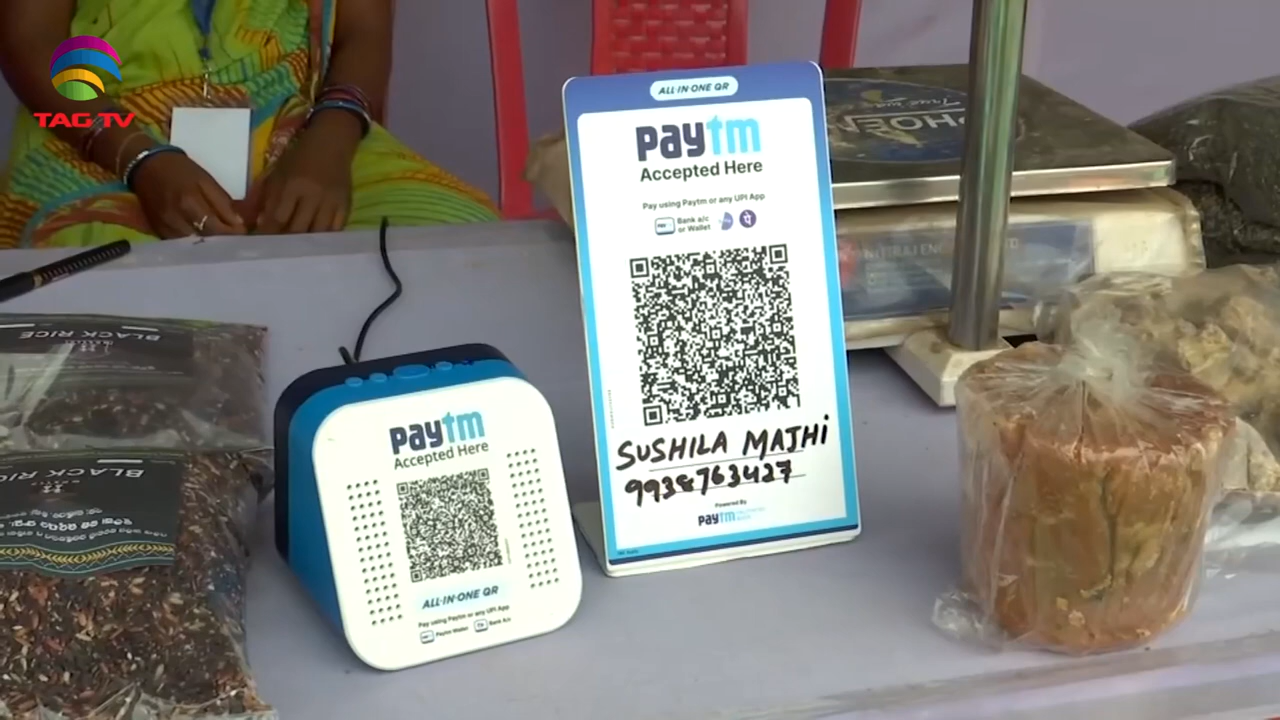 TAG TV
ALL-IN-ONE QR
paytm
Accepted Here
Pay using Paytm or any UPI App
Bank a/c
or Wallet
पे
SUSHILA MAJHI
9938763427
Powered By
paytm
paytm
Accepted Here
ALL-IN-ONE QR
Pay using Paytm or any UPI App
Paytm Wallet
Bank A/c
BLACK RICE
BLACK RICE
PHOENIX